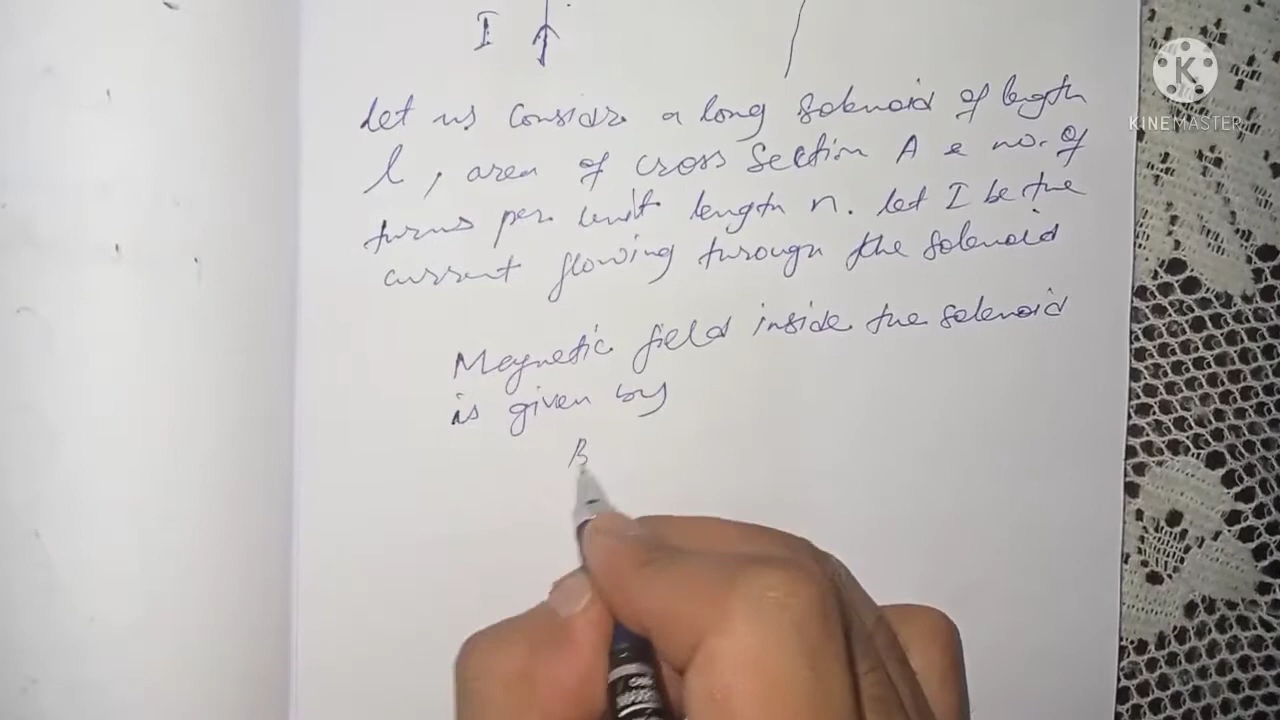 I
let us consider a long solenoid of length
l, area of cross section A & no. of
turns per unit length n. let I be the
current flowing through the solenoid
Magnetic field inside the solenoid
is given by
B
K
KINEMASTER